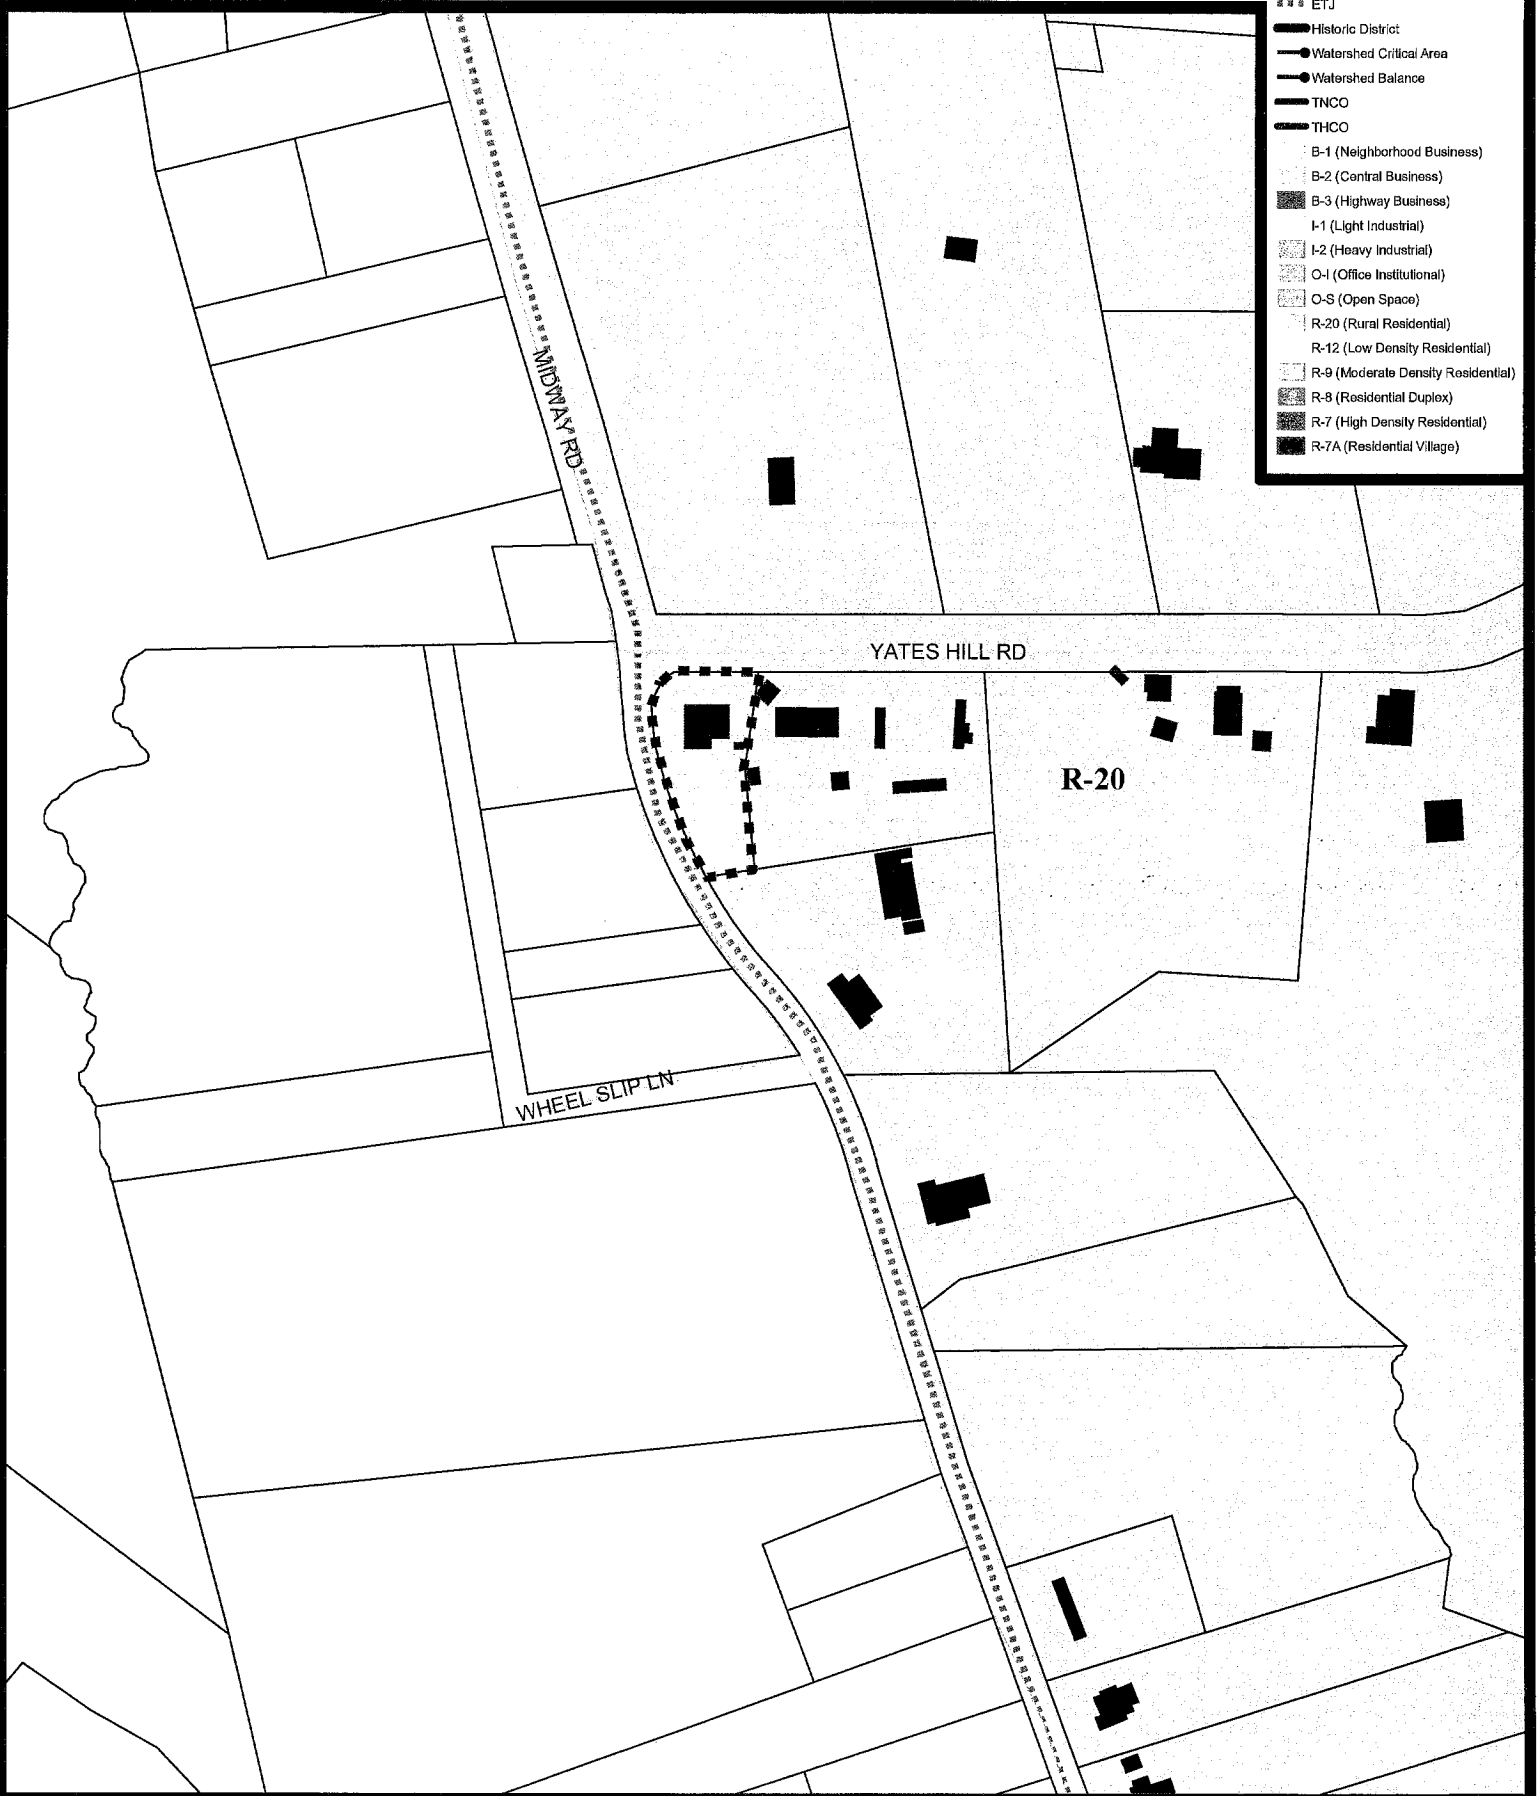 ETJ
Historic District
Watershed Critical Area
Watershed Balance
TNCO
THCO
B-1 (Neighborhood Business)
B-2 (Central Business)
B-3 (Highway Business)
I-1 (Light Industrial)
I-2 (Heavy Industrial)
O-I (Office Institutional)
O-S (Open Space)
R-20 (Rural Residential)
R-12 (Low Density Residential)
R-9 (Moderate Density Residential)
R-8 (Residential Duplex)
R-7 (High Density Residential)
R-7A (Residential Village)
MIDWAY RD
YATES HILL RD
R-20
WHEEL SLIP LN